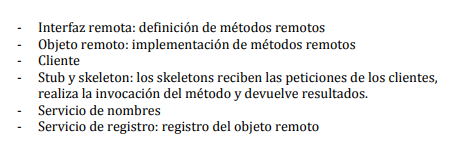 - Interfaz remota: definición de métodos remotos
- Objeto remoto: implementación de métodos remotos
- Cliente
- Stub y skeleton: los skeletons reciben las peticiones de los clientes,
realiza la invocación del método y devuelve resultados.
- Servicio de nombres
- Servicio de registro: registro del objeto remoto